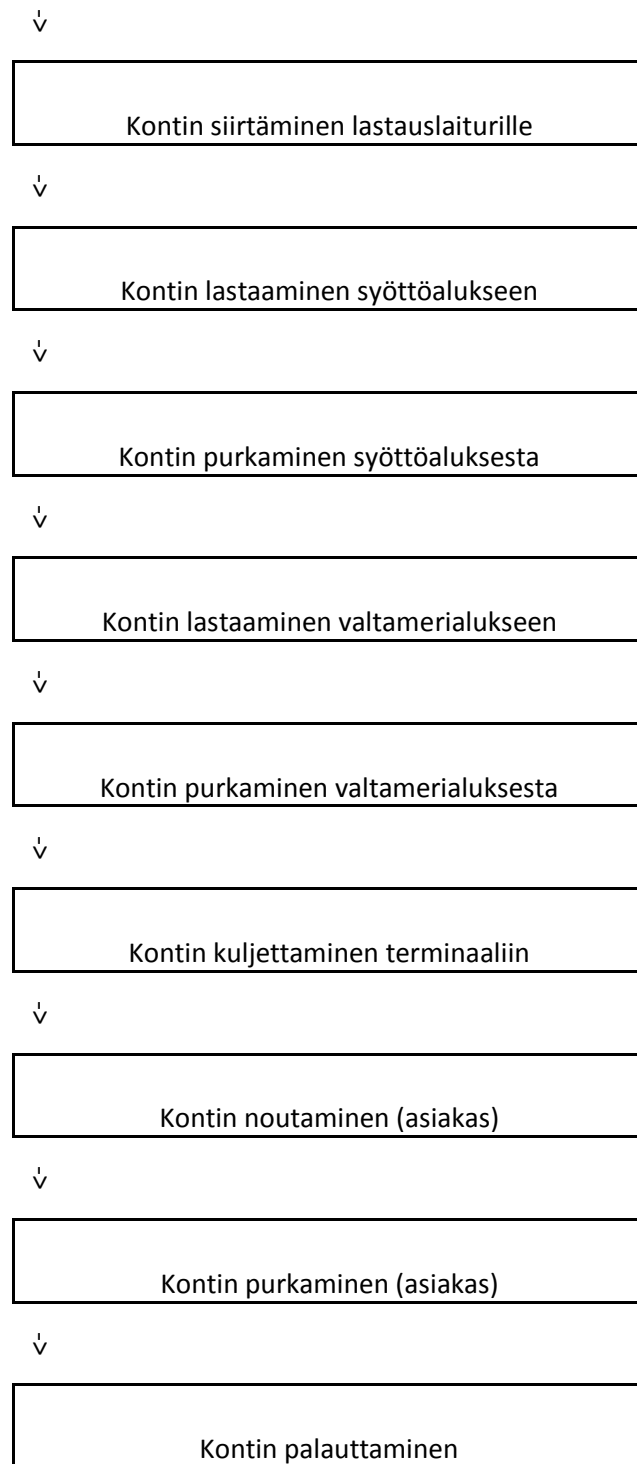 Kontin siirtäminen lastauslaiturille
Kontin lastaaminen syöttöalukseen
Kontin purkaminen syöttöaluksesta
Kontin lastaaminen valtamerialukseen
Kontin purkaminen valtamerialuksesta
Kontin kuljettaminen terminaaliin
Kontin noutaminen (asiakas)
Kontin purkaminen (asiakas)
Kontin palauttaminen